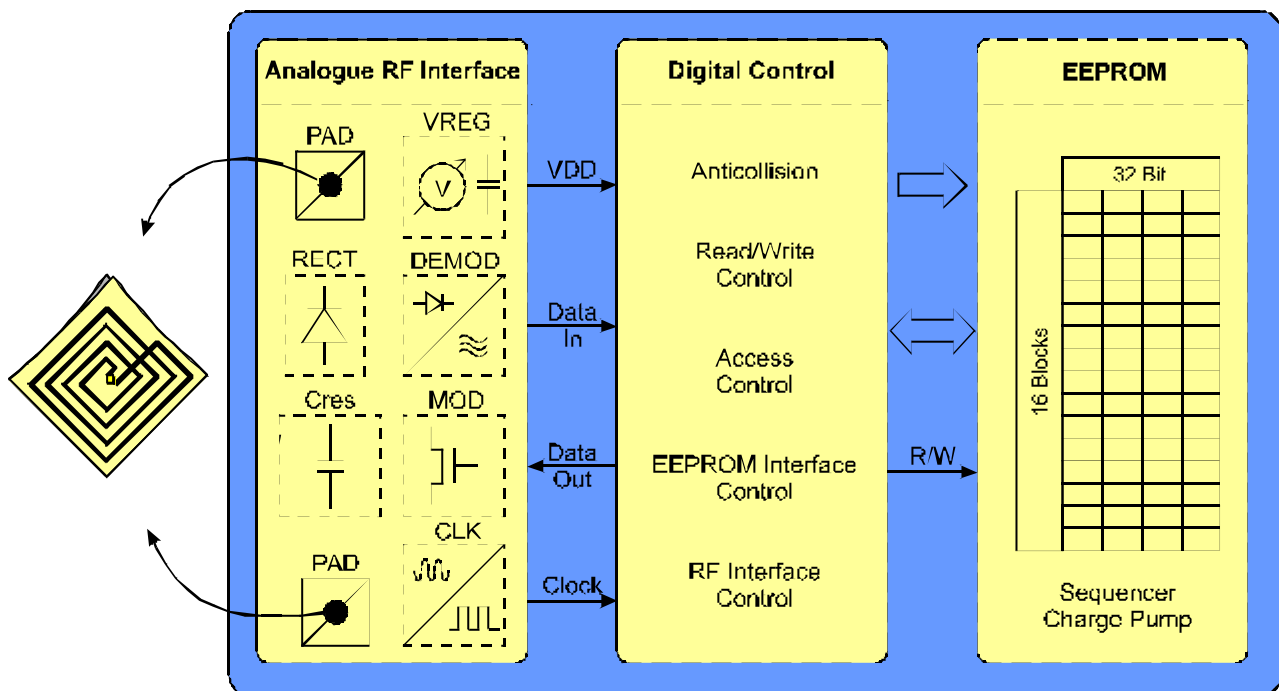 Analogue RF Interface
PAD
VREG
V
RECT
DEMOD
Cres
MOD
PAD
CLK
VDD
Data
In
Data
Out
Clock
Digital Control
Anticollision
Read/Write
Control
Access
Control
EEPROM Interface
Control
RF Interface
Control
R/W
EEPROM
32 Bit
16 Blocks
Sequencer
Charge Pump